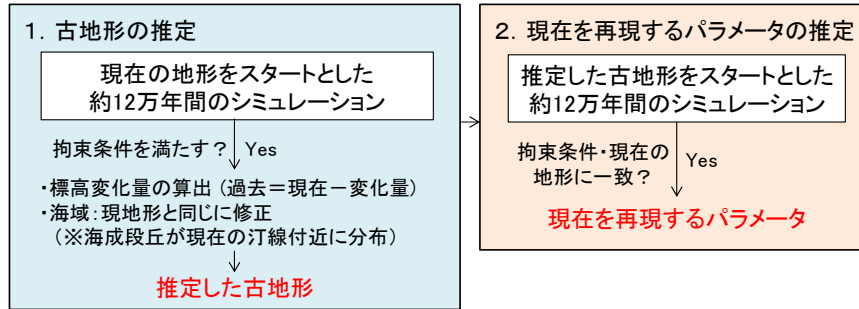 1．古地形の推定
現在の地形をスタートとした
約12万年間のシミュレーション
拘束条件を満たす？ Yes
・標高変化量の算出（過去＝現在－変化量）
・海域：現地形と同じに修正
（※海成段丘が現在の汀線付近に分布）
推定した古地形
2．現在を再現するパラメータの推定
推定した古地形をスタートとした
約12万年間のシミュレーション
拘束条件・現在の
地形に一致？
Yes
現在を再現するパラメータ